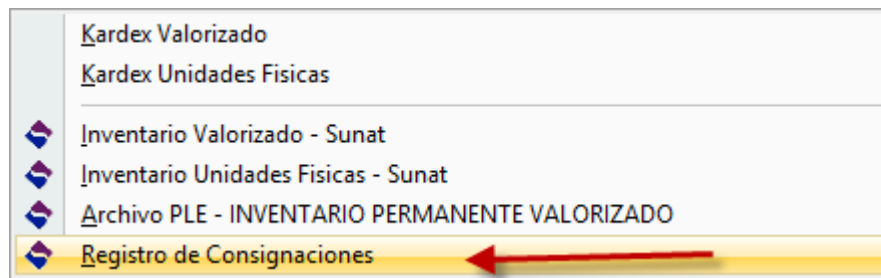 Kardex Valorizado
Kardex Unidades Fisicas
Inventario Valorizado - Sunat
Inventario Unidades Fisicas - Sunat
Archivo PLE - INVENTARIO PERMANENTE VALORIZADO
Registro de Consignaciones